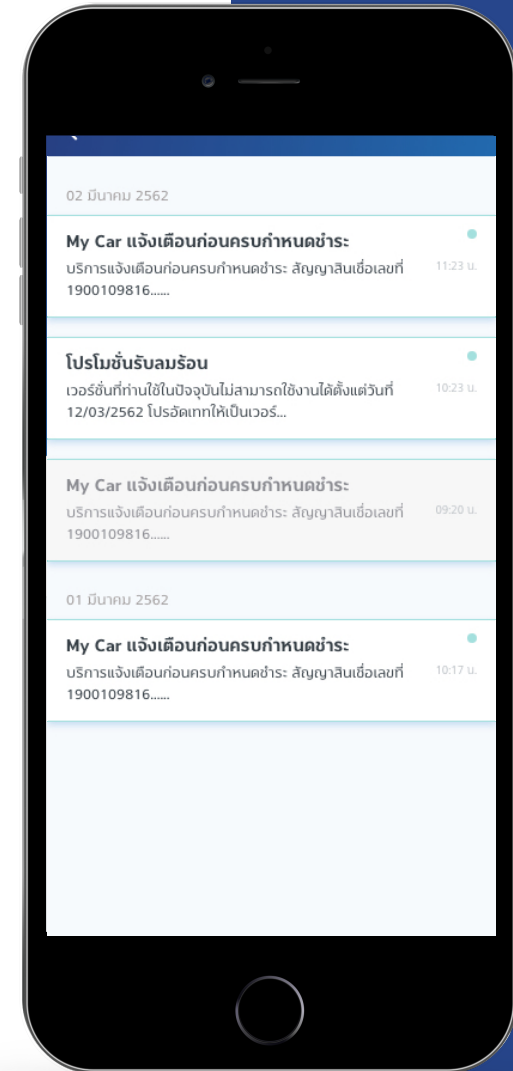 02 มีนาคม 2562
My Car แจ้งเตือนก่อนครบกำหนดชำระ
บริการแจ้งเตือนก่อนครบกำหนดชำระ สัญญาสินเชื่อเลขที่
11:23 น.
1900109816......
โปรโมชั่นรับลมร้อน
เวอร์ชั่นที่ท่านใช้ในปัจจุบันไม่สามารถใช้งานได้ตั้งแต่วันที่
10:23 น.
12/03/2562 โปรอัดเททให้เป็นเวอร์...
My Car แจ้งเตือนก่อนครบกำหนดชำระ
บริการแจ้งเตือนก่อนครบกำหนดชำระ สัญญาสินเชื่อเลขที่
09:20 น.
1900109816......
01 มีนาคม 2562
My Car แจ้งเตือนก่อนครบกำหนดชำระ
บริการแจ้งเตือนก่อนครบกำหนดชำระ สัญญาสินเชื่อเลขที่
10:17 น.
1900109816......